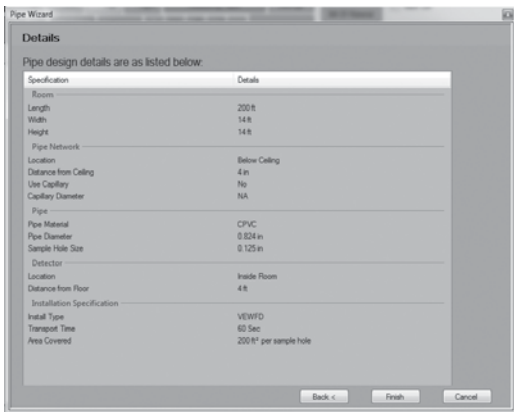 Pipe Wizard
Details
Pipe design details are as listed below:
Specification Details
Room
Length 200 ft
Width 14 ft
Height 14 ft
Pipe Network
Location Below Ceiling
Distance from Ceiling 4 in
Use Capillary No
Capillary Diameter NA
Pipe
Pipe Material CPVC
Pipe Diameter 0.824 in
Sample Hole Size 0.125 in
Detector
Location Inside Room
Distance from Floor 4 ft
Installation Specification
Install Type VEWFD
Transport Time 60 Sec
Area Covered 200 ft² per sample hole
Back < Finish Cancel